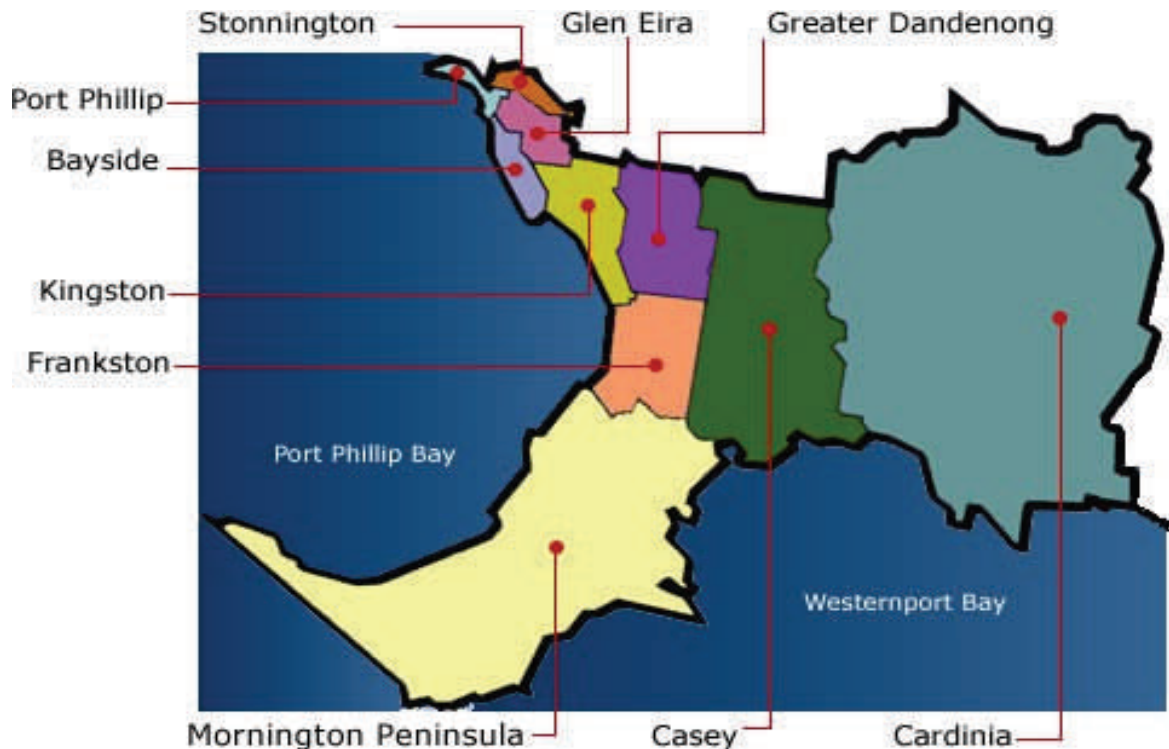 Stonnington
Glen Eira
Greater Dandenong
Port Phillip
Bayside
Kingston
Frankston
Port Phillip Bay
Westernport Bay
Mornington Peninsula
Casey
Cardinia